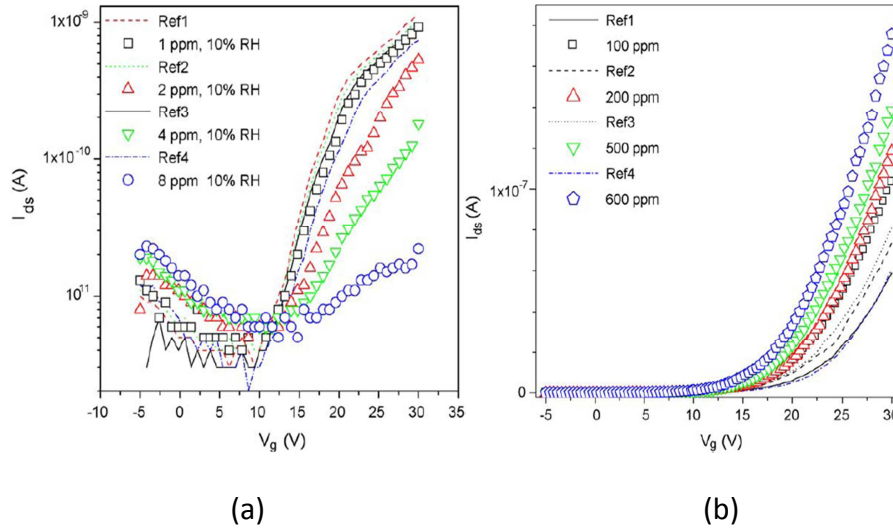 1x10⁻⁹
1x10⁻¹⁰
1x10¹¹
I_ds (A)
Ref1
1 ppm, 10% RH
Ref2
2 ppm, 10% RH
Ref3
4 ppm, 10% RH
Ref4
8 ppm 10% RH
-10 -5 0 5 10 15 20 25 30 35
V_g (V)
(a)
1x10⁻⁷
0
I_ds (A)
Ref1
100 ppm
Ref2
200 ppm
Ref3
500 ppm
Ref4
600 ppm
-5 0 5 10 15 20 25 30
V_g (V)
(b)